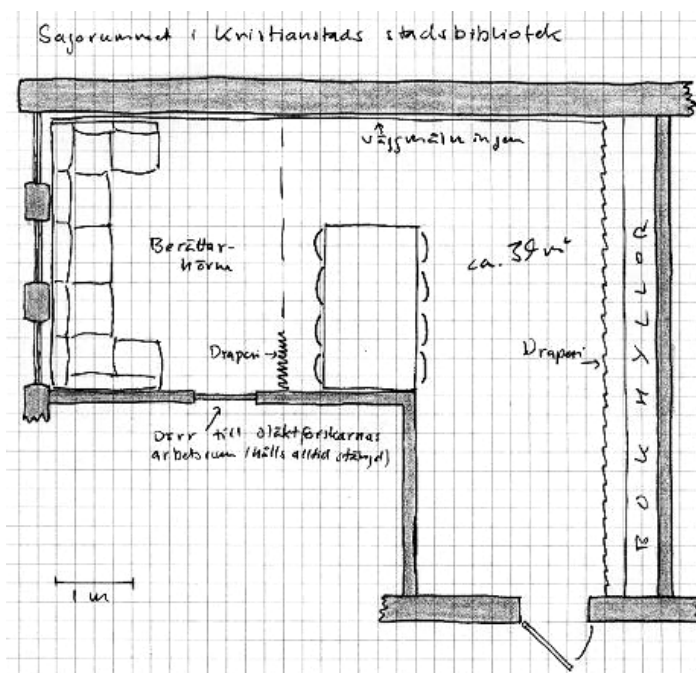 Sagorummet i Kristianstads stadsbibliotek
väggmålningen
Berättar-
hörna
ca. 39 m²
Draperi
Draperi
BOKHYLLOR
Dörr till släktforskarnas
arbetsrum (hålls alltid stängd)
1 m